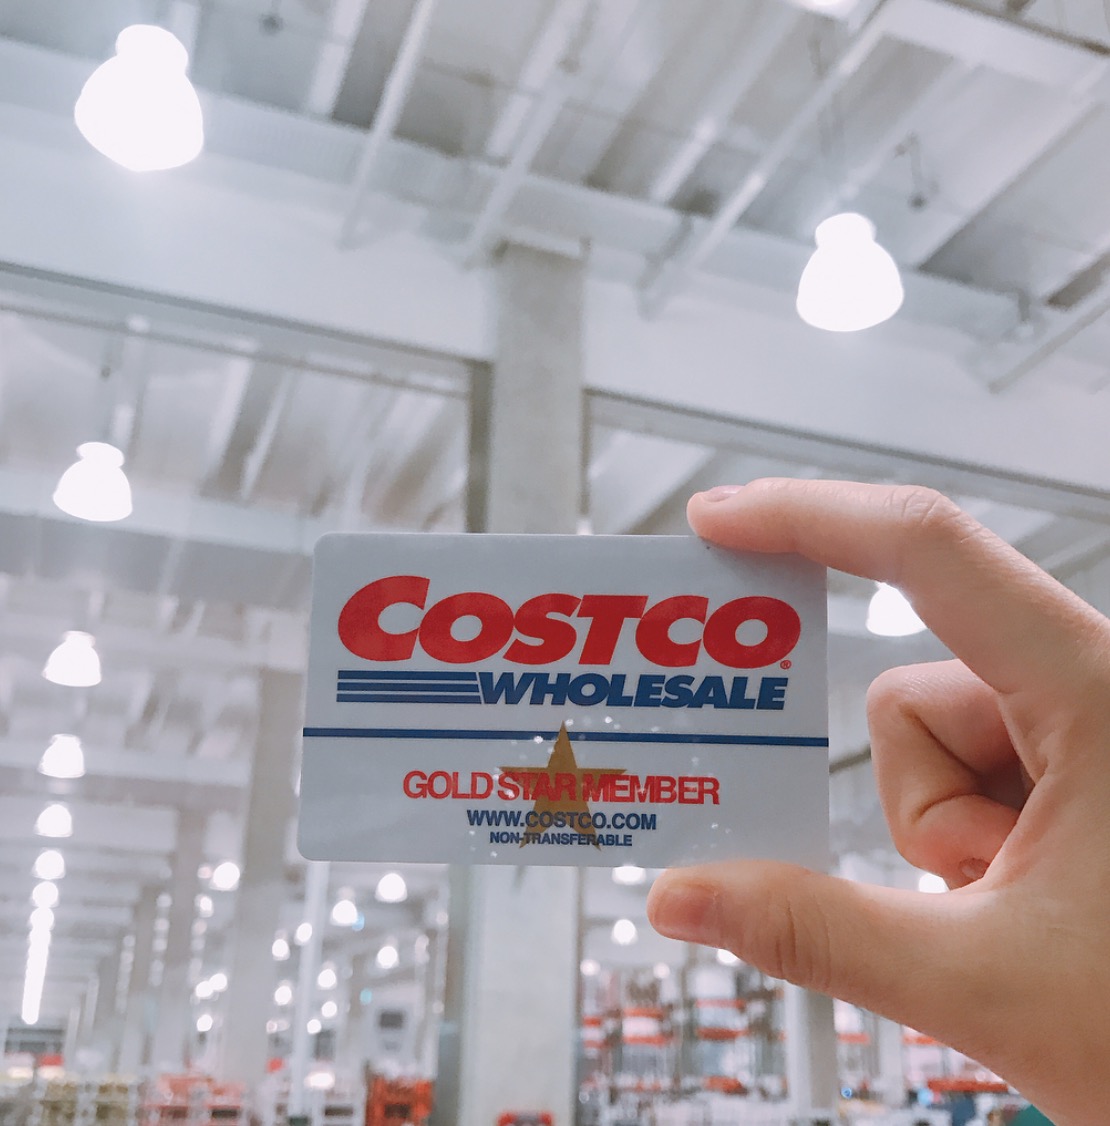 COSTCO®
WHOLESALE
GOLD STAR MEMBER
WWW.COSTCO.COM
NON-TRANSFERABLE